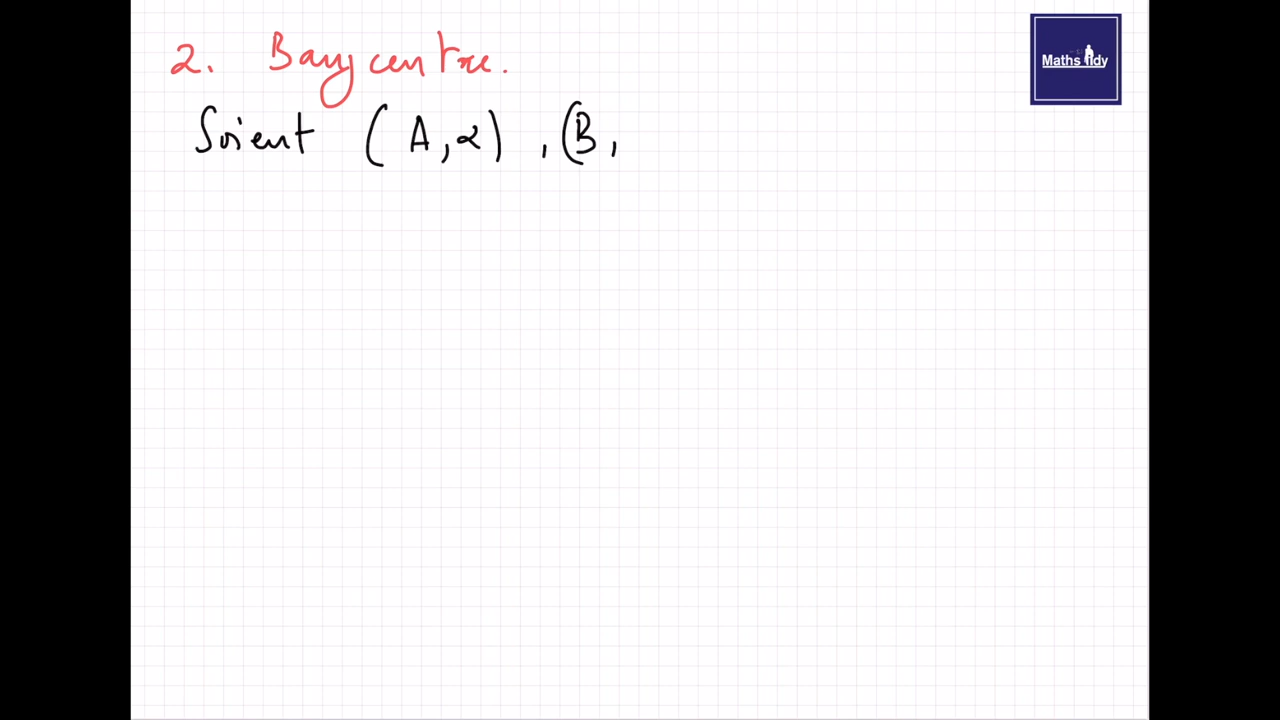 2. Barycentre.
Soient (A, α), (B,
Maths Tidy